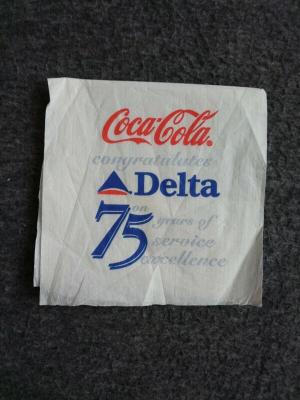 Coca-Cola
congratulates
Delta
on
75 years of
service
excellence